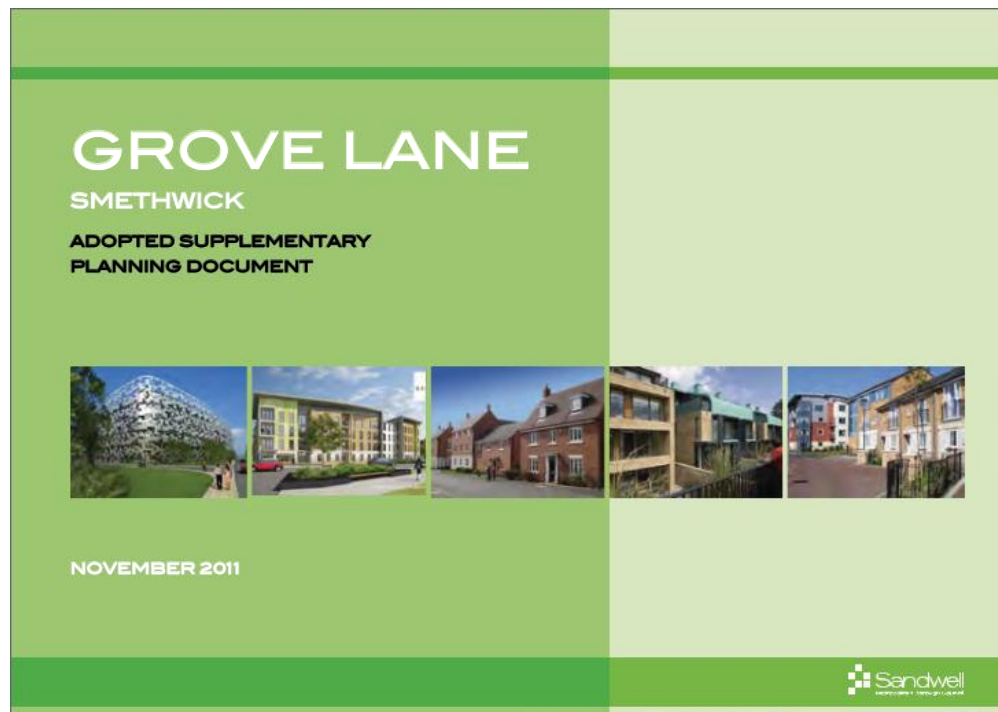 GROVE LANE
SMETHWICK
ADOPTED SUPPLEMENTARY
PLANNING DOCUMENT
NOVEMBER 2011
Sandwell